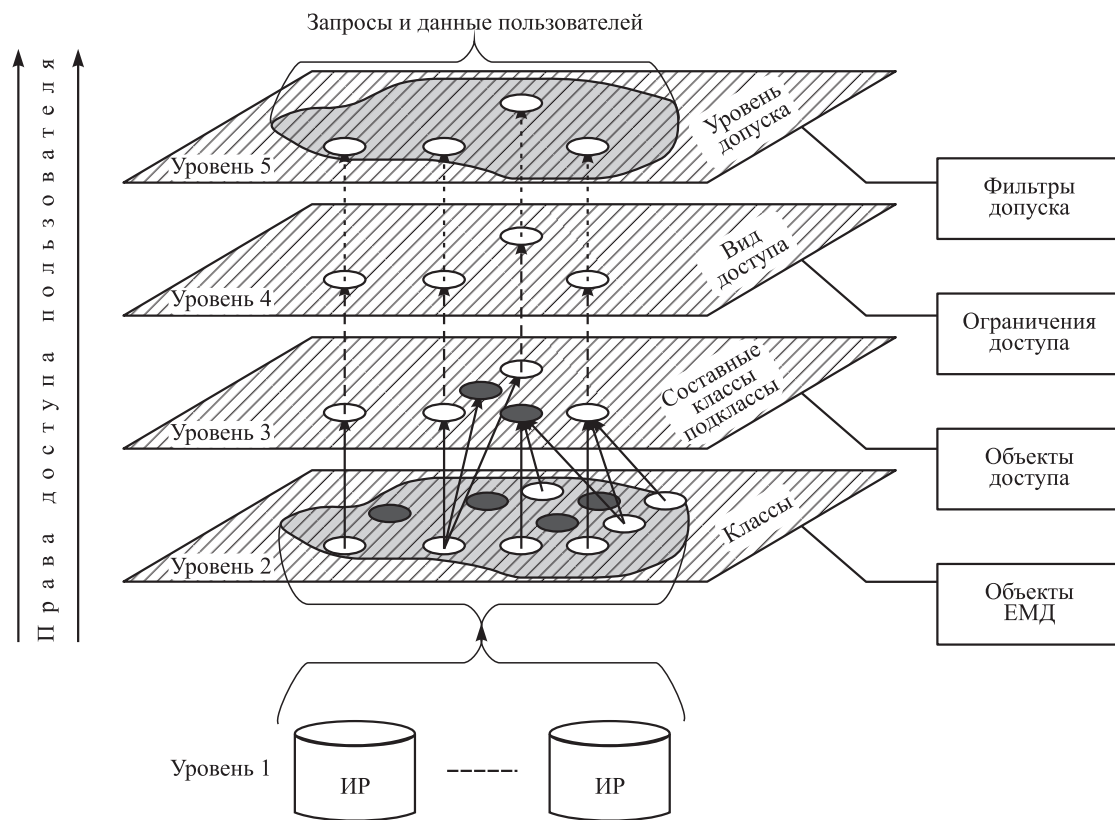 Запросы и данные пользователей
Права доступа пользователя
Уровень 5
Уровень
допуска
Фильтры
допуска
Уровень 4
Вид
доступа
Ограничения
доступа
Уровень 3
Составные
классы
подклассы
Объекты
доступа
Уровень 2
Классы
Объекты
ЕМД
Уровень 1
ИР
ИР